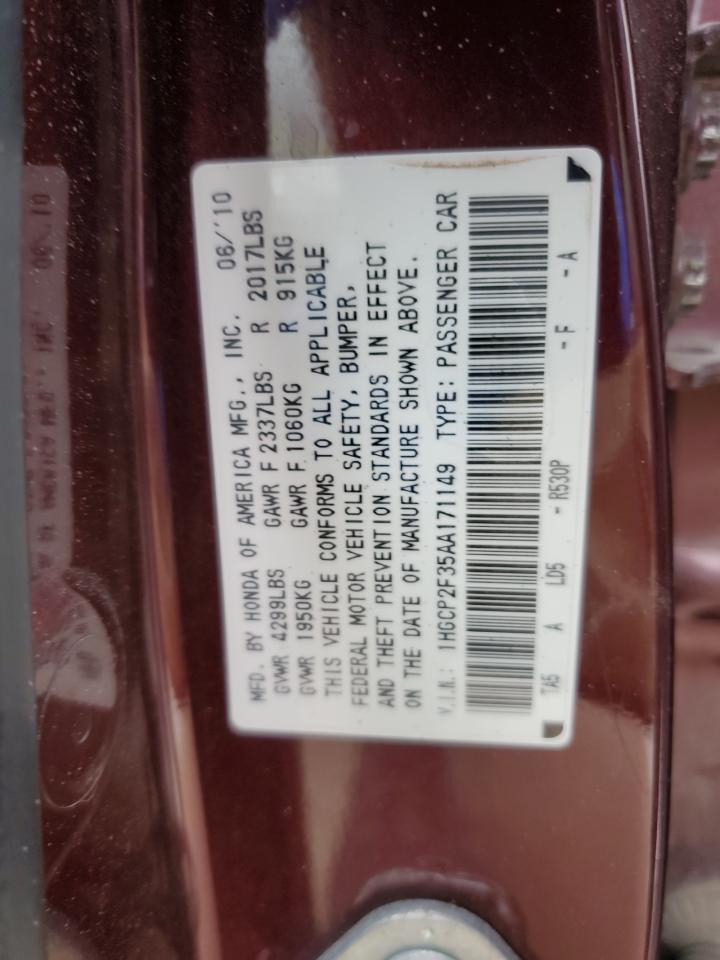 MFD. BY HONDA OF AMERICA MFG., INC. 06/'10
GVWR 4299LBS GAWR F 2337LBS R 2017LBS
GVWR 1950KG GAWR F 1060KG R 915KG
THIS VEHICLE CONFORMS TO ALL APPLICABLE
FEDERAL MOTOR VEHICLE SAFETY, BUMPER,
AND THEFT PREVENTION STANDARDS IN EFFECT
ON THE DATE OF MANUFACTURE SHOWN ABOVE.
V.I.N.: 1HGCP2F35AA171149 TYPE: PASSENGER CAR
TA5 A LD5 - R530P - F - A